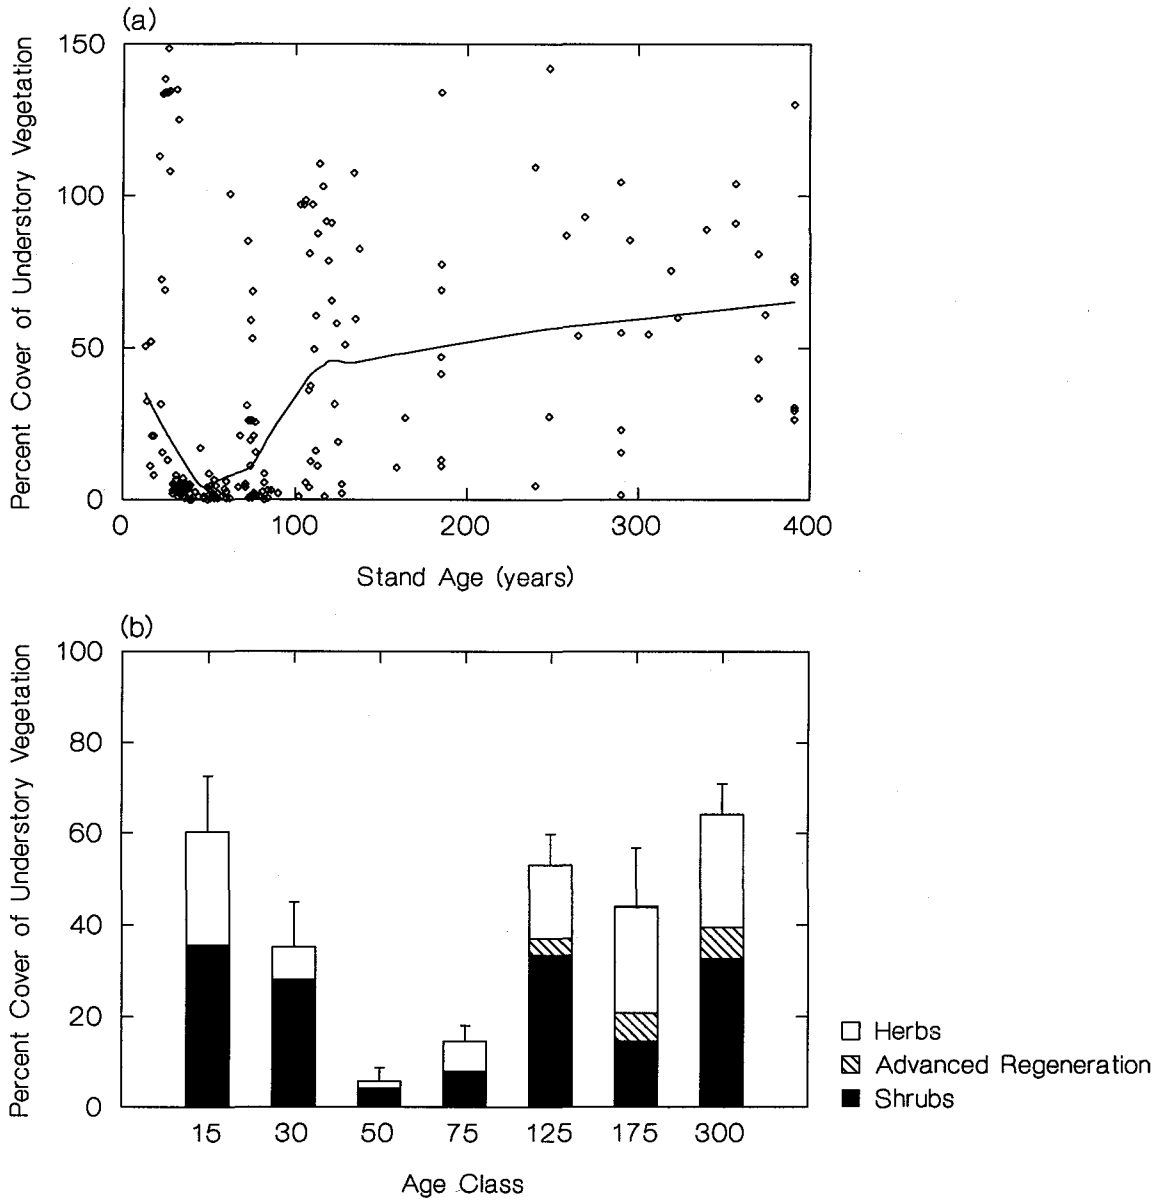 (a)
Percent Cover of Understory Vegetation
150
100
50
0
0 100 200 300 400
Stand Age (years)
(b)
Percent Cover of Understory Vegetation
100
80
60
40
20
0
15 30 50 75 125 175 300
Age Class
Herbs
Advanced Regeneration
Shrubs